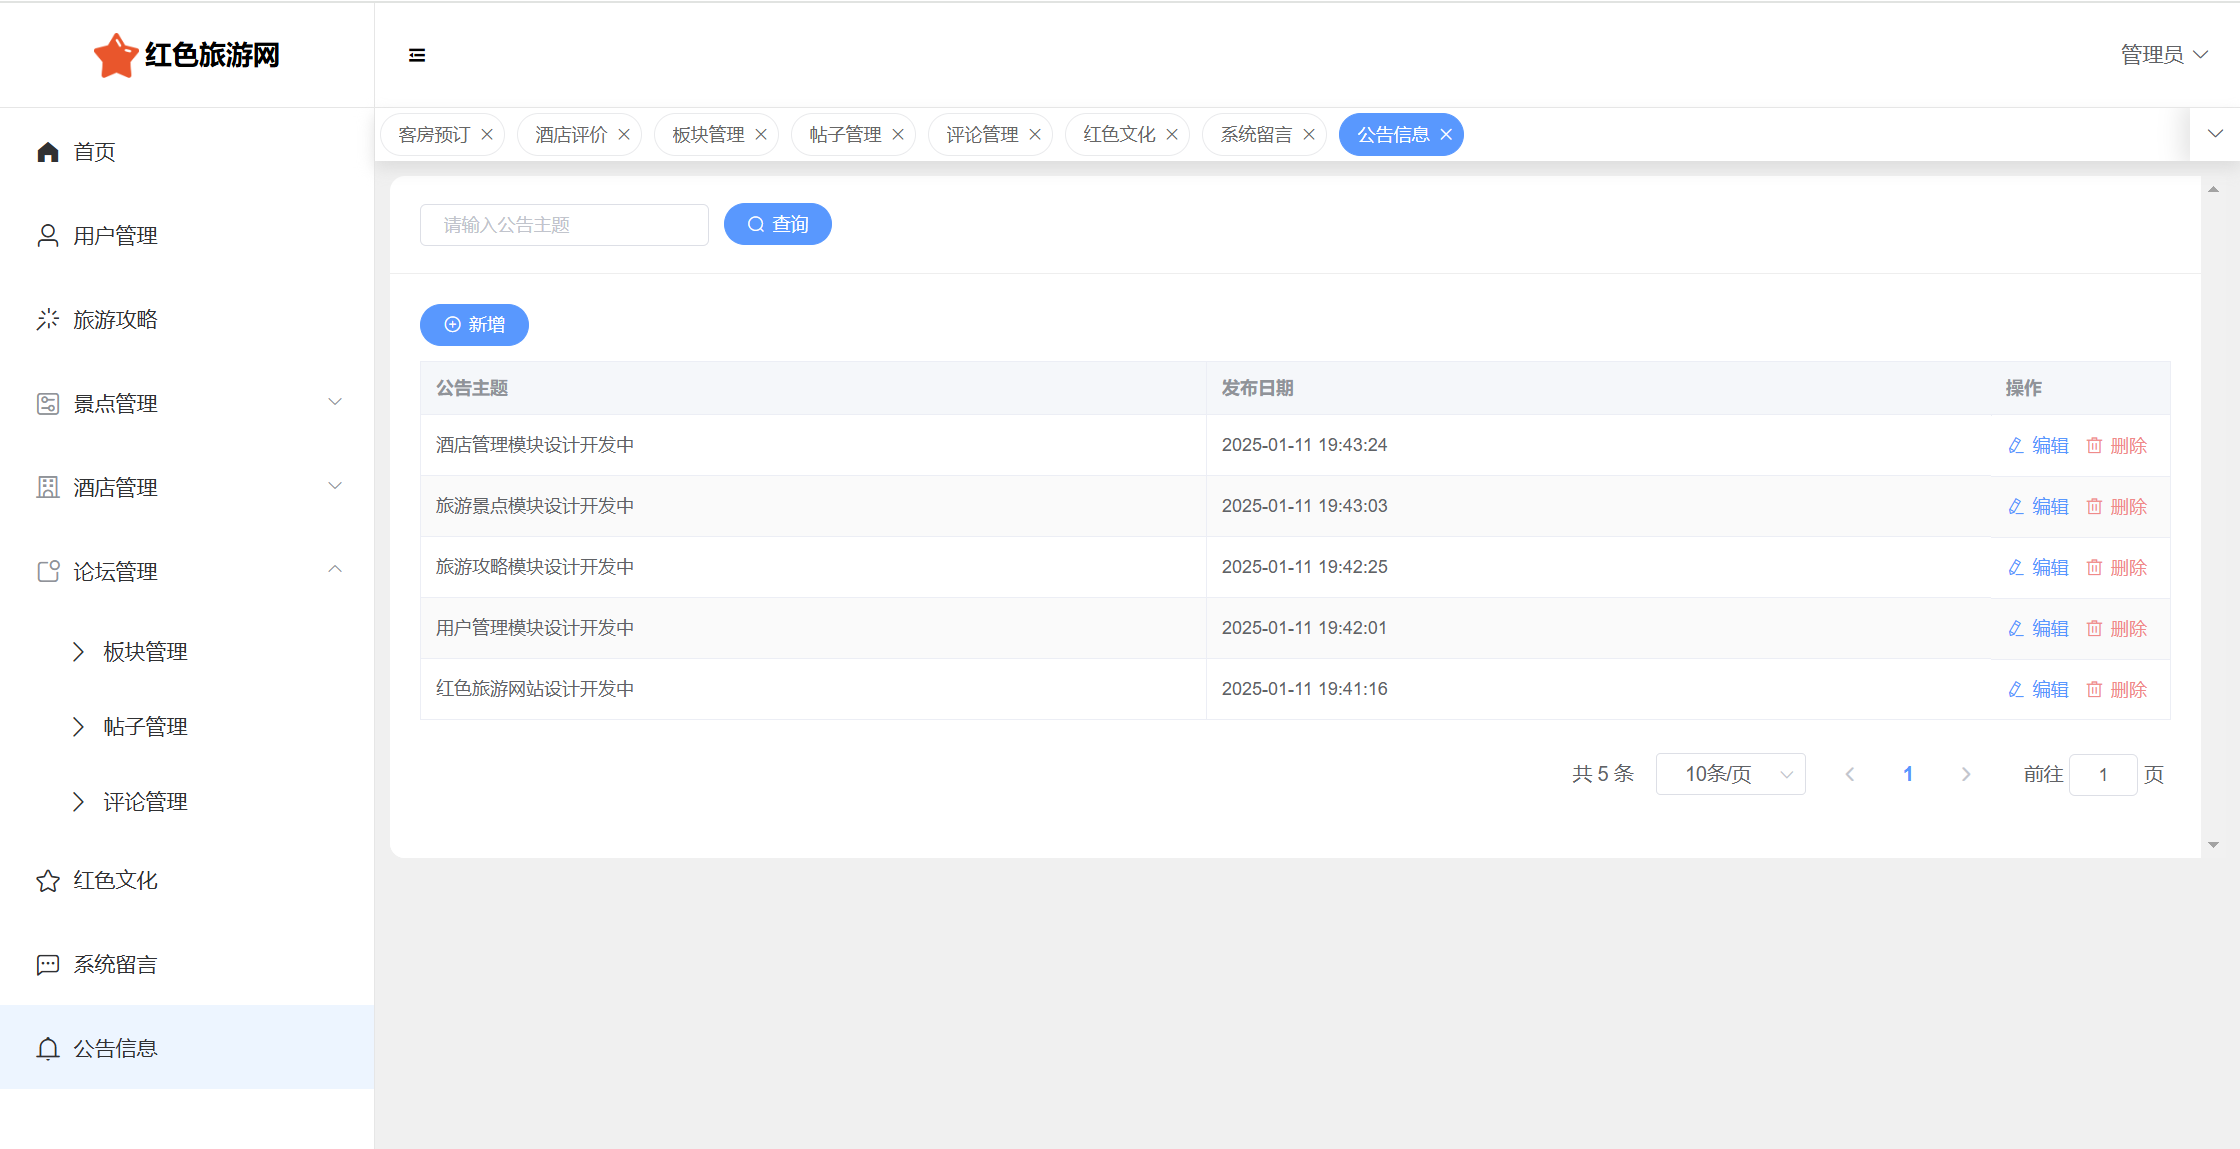 红色旅游网
管理员
首页
用户管理
旅游攻略
景点管理
酒店管理
论坛管理
板块管理
帖子管理
评论管理
红色文化
系统留言
公告信息
客房预订 酒店评价 板块管理 帖子管理 评论管理 红色文化 系统留言 公告信息
请输入公告主题 查询
新增
公告主题 发布日期 操作
酒店管理模块设计开发中 2025-01-11 19:43:24 编辑 删除
旅游景点模块设计开发中 2025-01-11 19:43:03 编辑 删除
旅游攻略模块设计开发中 2025-01-11 19:42:25 编辑 删除
用户管理模块设计开发中 2025-01-11 19:42:01 编辑 删除
红色旅游网站设计开发中 2025-01-11 19:41:16 编辑 删除
共 5 条 10条/页 1 前往 1 页